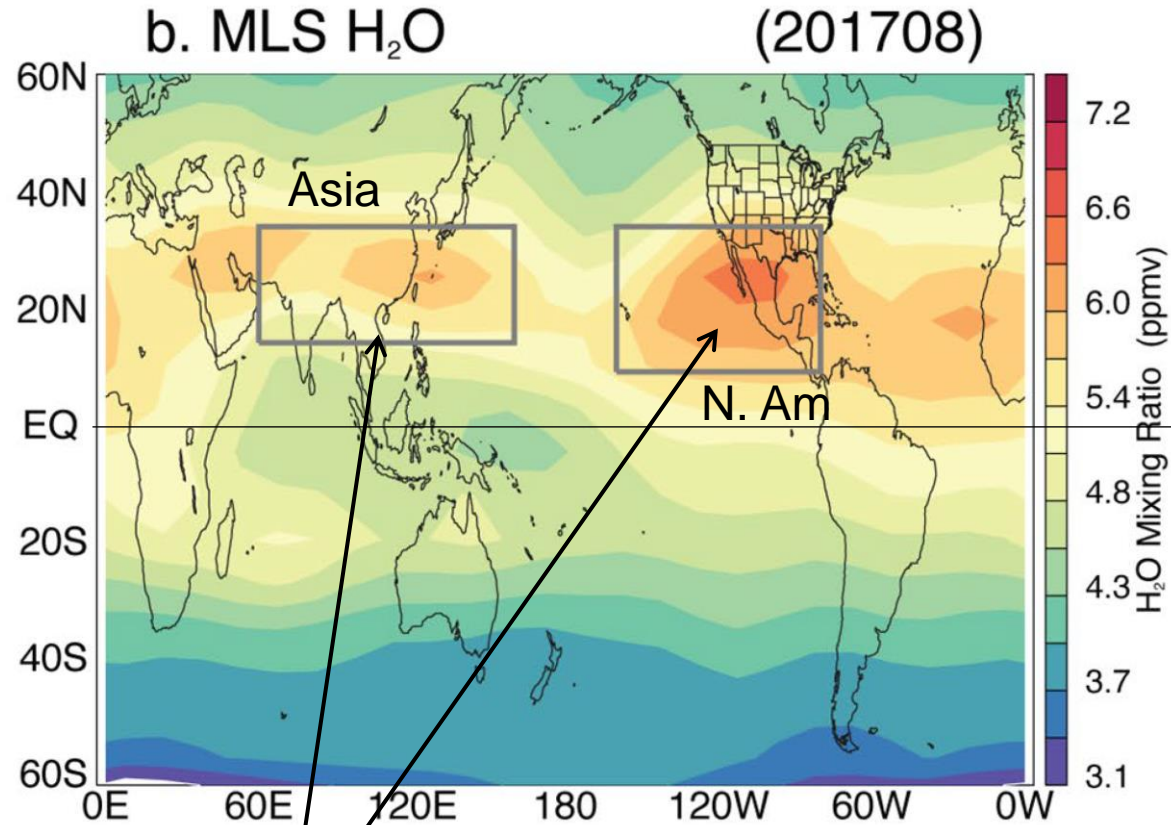 b. MLS H₂O (201708)
60N
40N
20N
EQ
20S
40S
60S
Asia
N. Am
0E 60E 120E 180 120W 60W 0W
7.2
6.6
6.0
5.4
4.8
4.3
3.7
3.1
H₂O Mixing Ratio (ppmv)